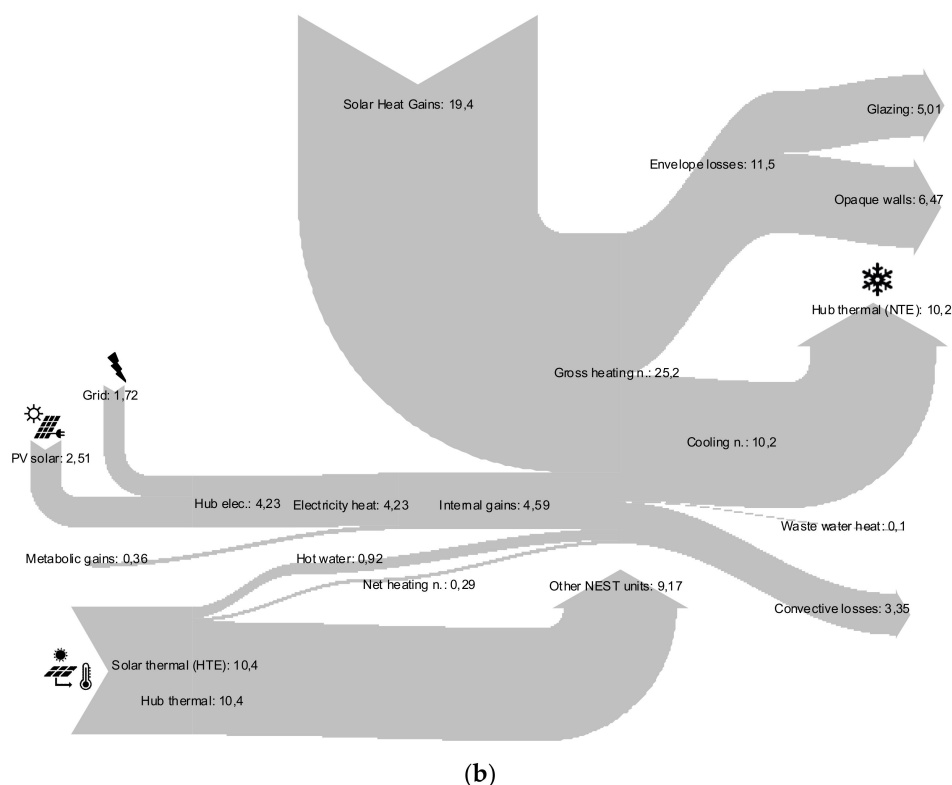 Solar Heat Gains: 19,4
Glazing: 5,01
Envelope losses: 11,5
Opaque walls: 6,47
Hub thermal (NTE): 10,2
Gross heating n.: 25,2
Grid: 1,72
Cooling n.: 10,2
PV solar: 2,51
Hub elec.: 4,23
Electricity heat: 4,23
Internal gains: 4,59
Waste water heat: 0,1
Metabolic gains: 0,36
Hot water: 0,92
Net heating n.: 0,29
Other NEST units: 9,17
Convective losses: 3,35
Solar thermal (HTE): 10,4
Hub thermal: 10,4
(b)